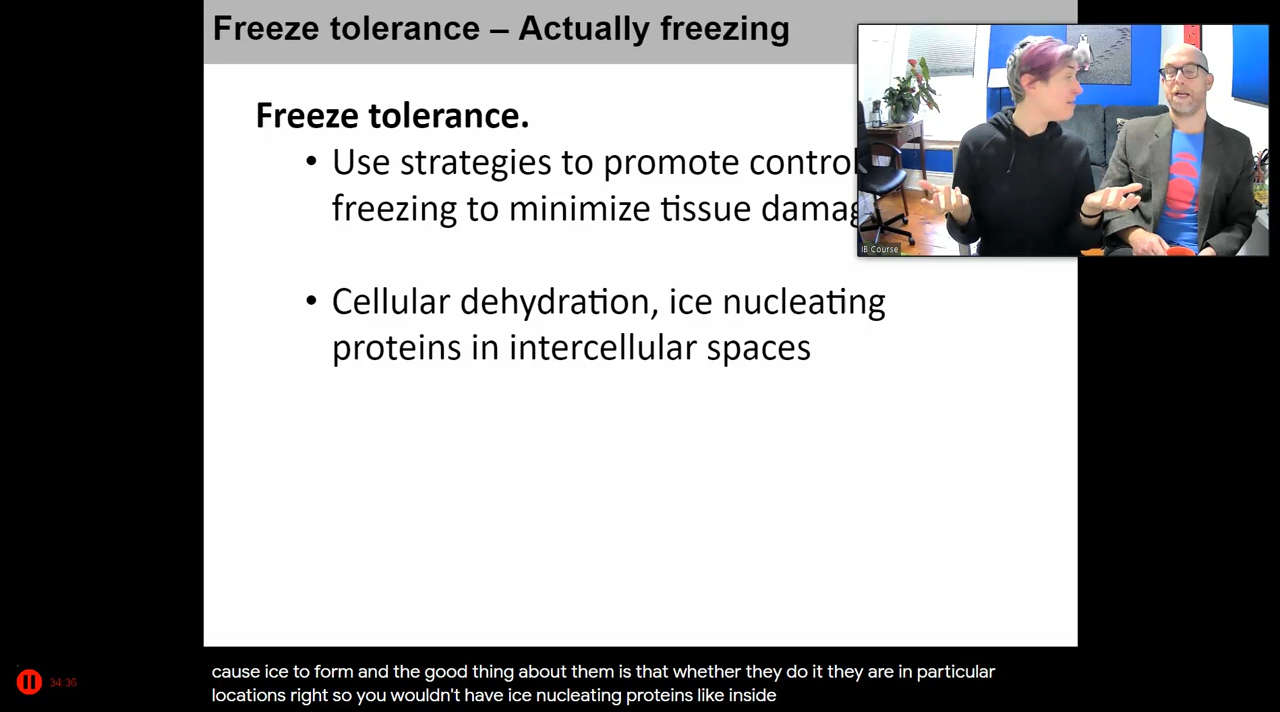 Freeze tolerance – Actually freezing
Freeze tolerance.
• Use strategies to promote control
freezing to minimize tissue damag
• Cellular dehydration, ice nucleating
proteins in intercellular spaces
IB Course
34:36
cause ice to form and the good thing about them is that whether they do it they are in particular
locations right so you wouldn't have ice nucleating proteins like inside